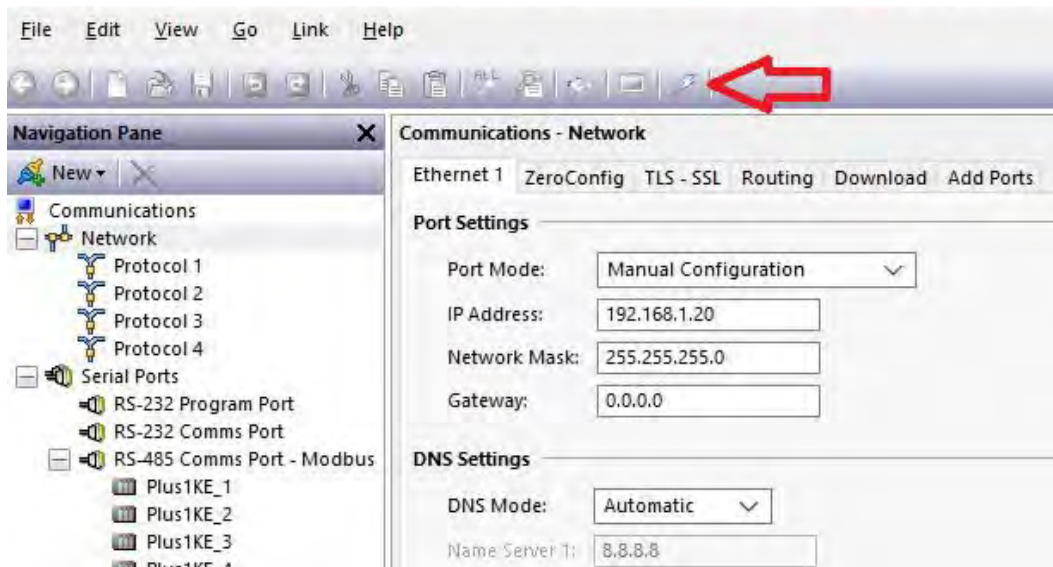 File Edit View Go Link Help
Navigation Pane
New
Communications
Network
Protocol 1
Protocol 2
Protocol 3
Protocol 4
Serial Ports
RS-232 Program Port
RS-232 Comms Port
RS-485 Comms Port - Modbus
Plus1KE_1
Plus1KE_2
Plus1KE_3
Communications - Network
Ethernet 1 ZeroConfig TLS - SSL Routing Download Add Ports
Port Settings
Port Mode: Manual Configuration
IP Address: 192.168.1.20
Network Mask: 255.255.255.0
Gateway: 0.0.0.0
DNS Settings
DNS Mode: Automatic
Name Server 1: 8.8.8.8